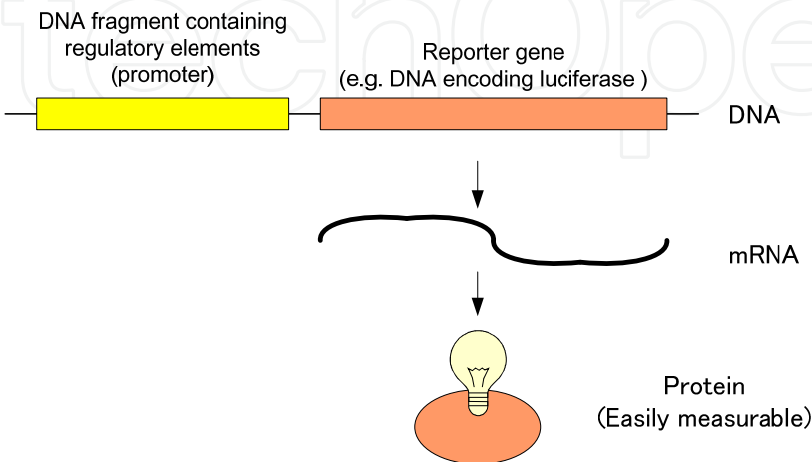 DNA fragment containing
regulatory elements
(promoter)
Reporter gene
(e.g. DNA encoding luciferase )
DNA
mRNA
Protein
(Easily measurable)